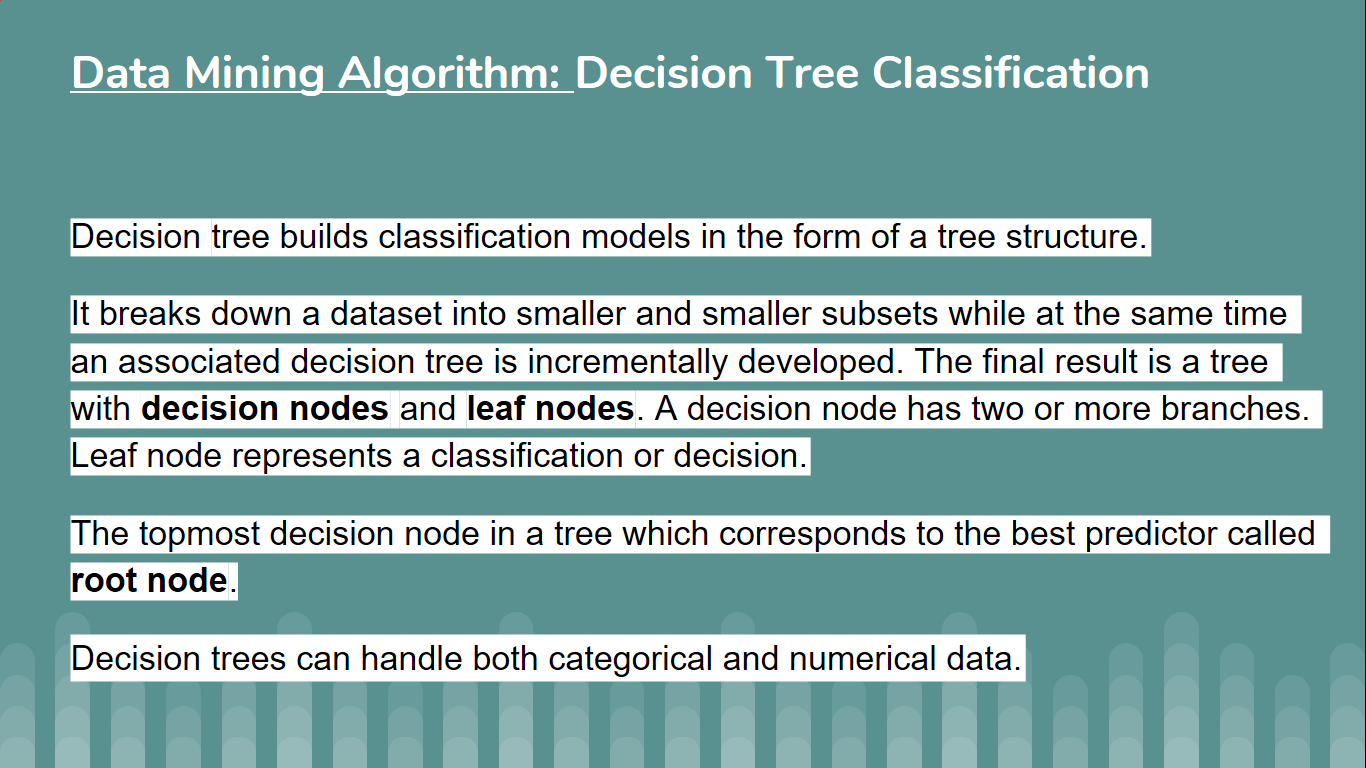 Data Mining Algorithm: Decision Tree Classification
Decision tree builds classification models in the form of a tree structure.
It breaks down a dataset into smaller and smaller subsets while at the same time
an associated decision tree is incrementally developed. The final result is a tree
with decision nodes and leaf nodes. A decision node has two or more branches.
Leaf node represents a classification or decision.
The topmost decision node in a tree which corresponds to the best predictor called
root node.
Decision trees can handle both categorical and numerical data.